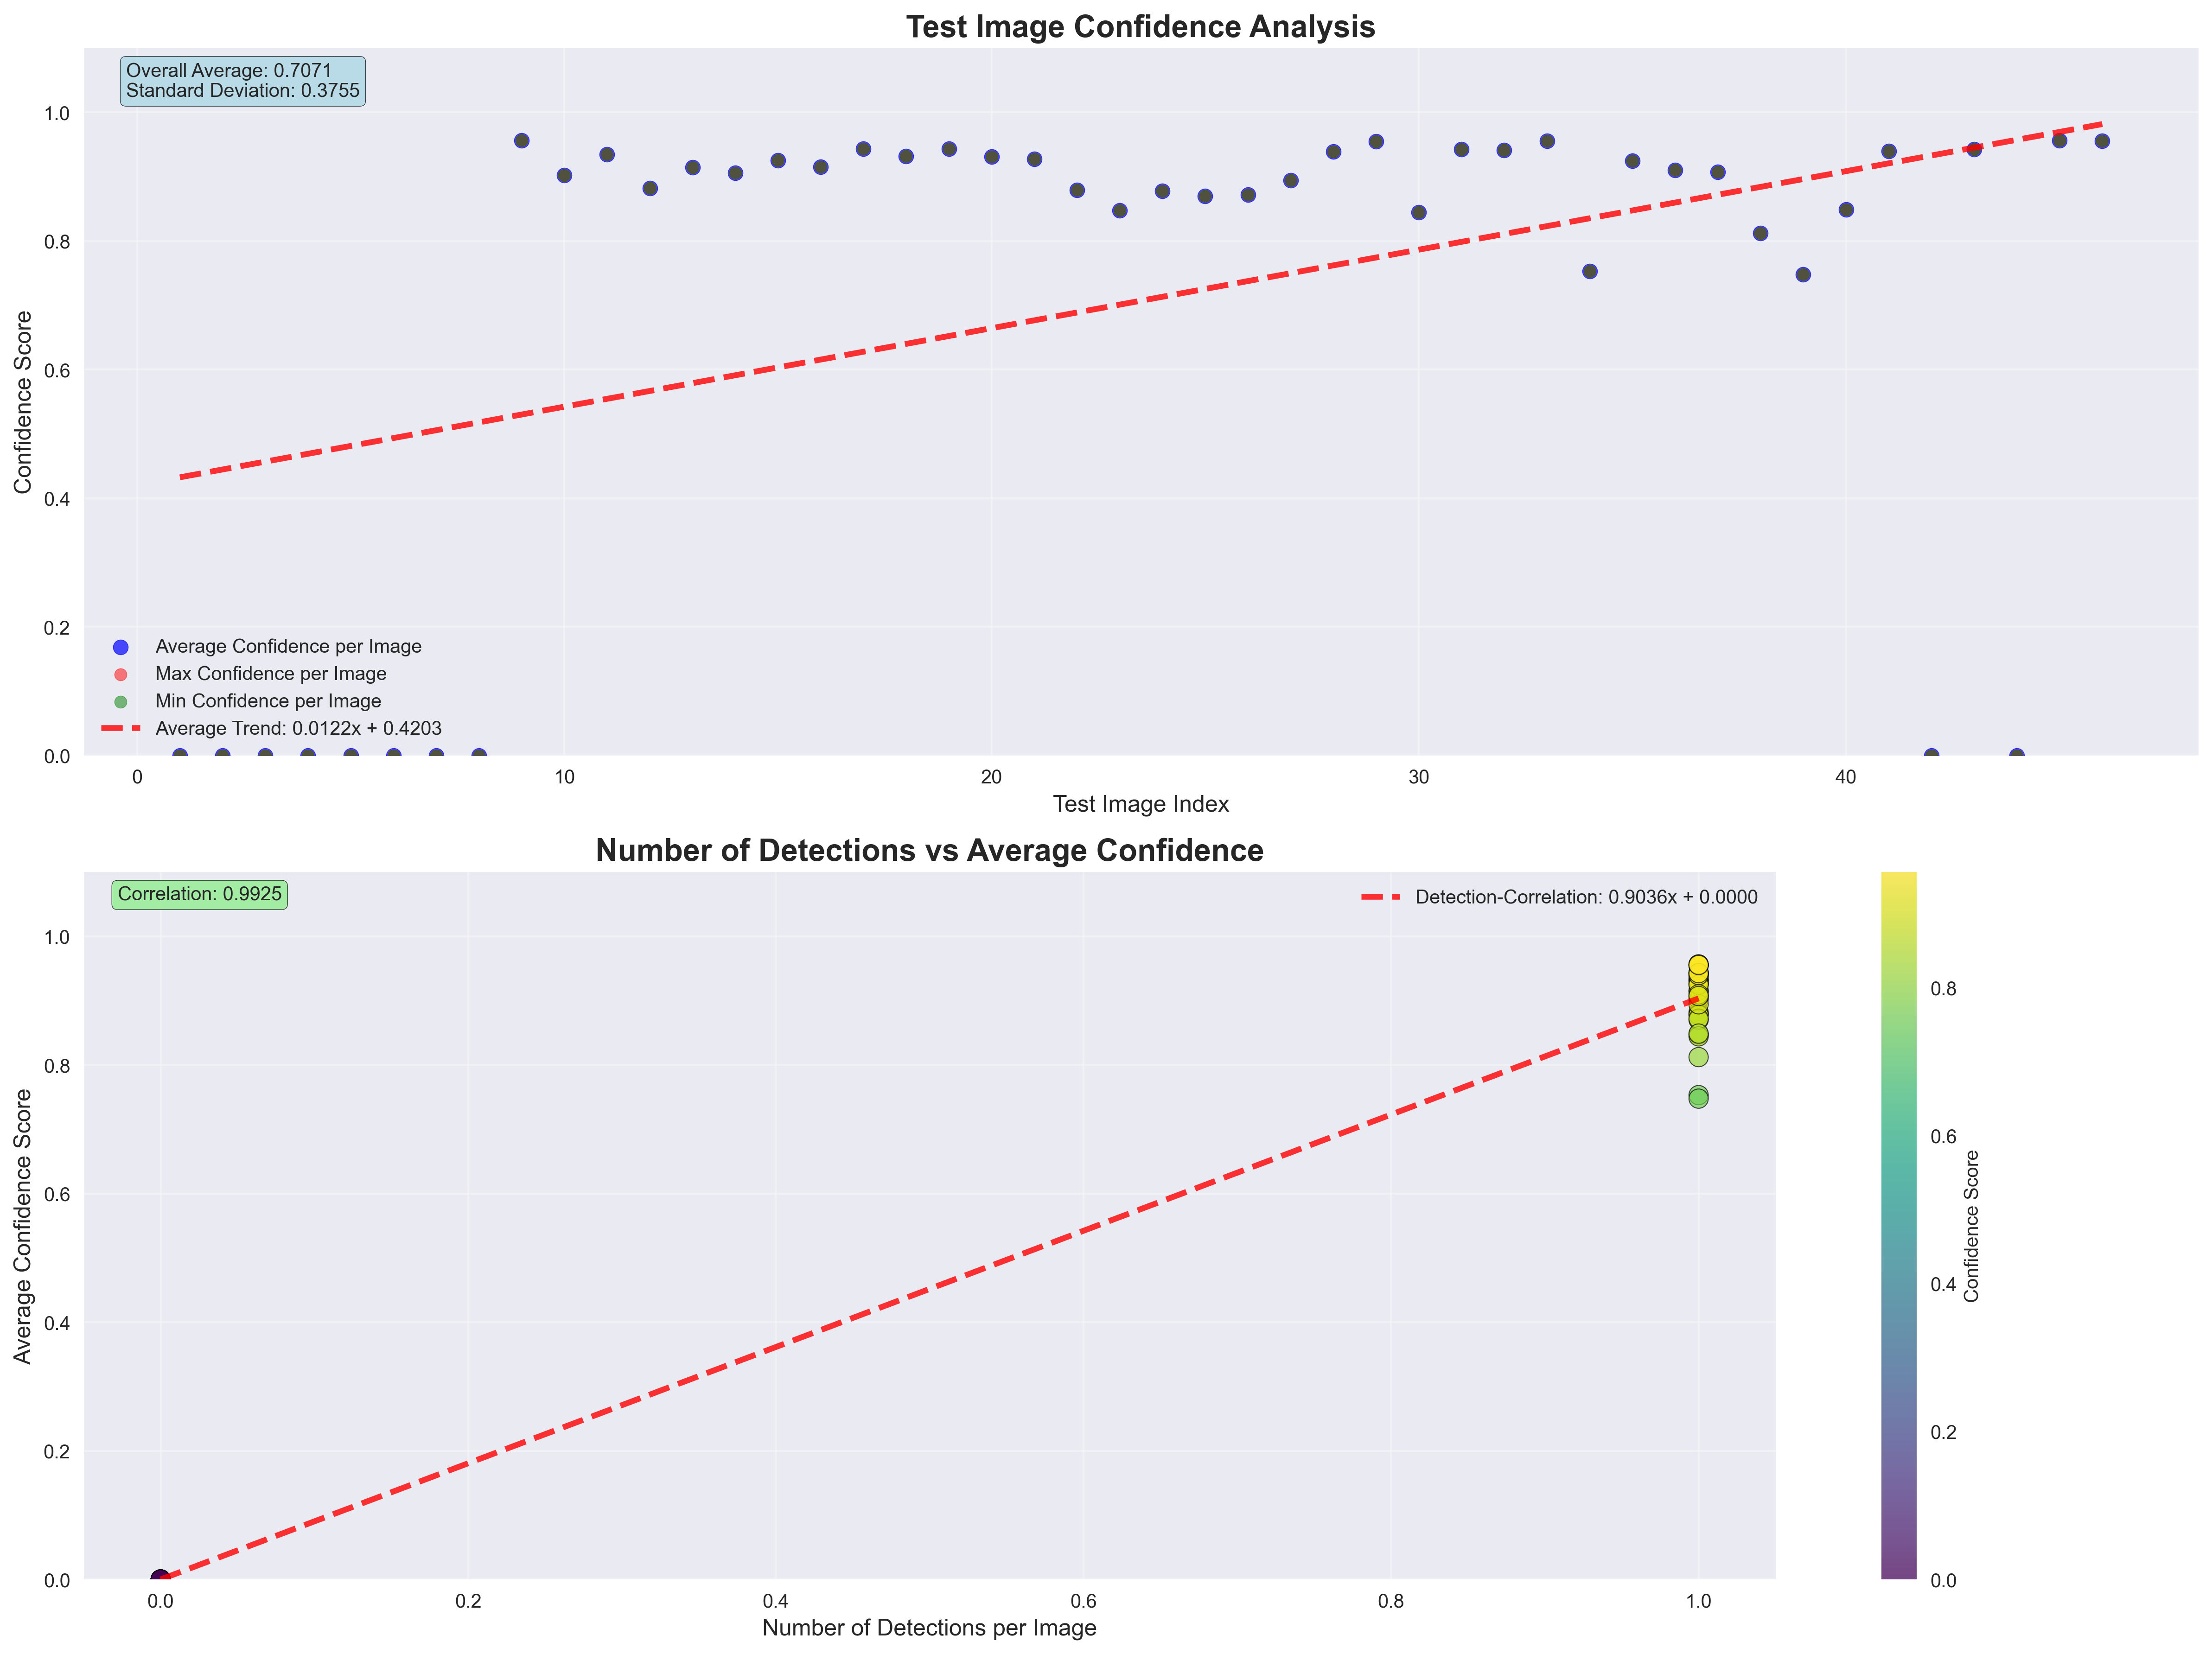 Test Image Confidence Analysis
Overall Average: 0.7071
Standard Deviation: 0.3755
1.0
0.8
0.6
0.4
0.2
0.0
Confidence Score
Average Confidence per Image
Max Confidence per Image
Min Confidence per Image
Average Trend: 0.0122x + 0.4203
0 10 20 30 40
Test Image Index
Number of Detections vs Average Confidence
Correlation: 0.9925
Detection-Correlation: 0.9036x + 0.0000
1.0
0.8
0.6
0.4
0.2
0.0
Average Confidence Score
0.0 0.2 0.4 0.6 0.8 1.0
Number of Detections per Image
0.8
0.6
0.4
0.2
0.0
Confidence Score